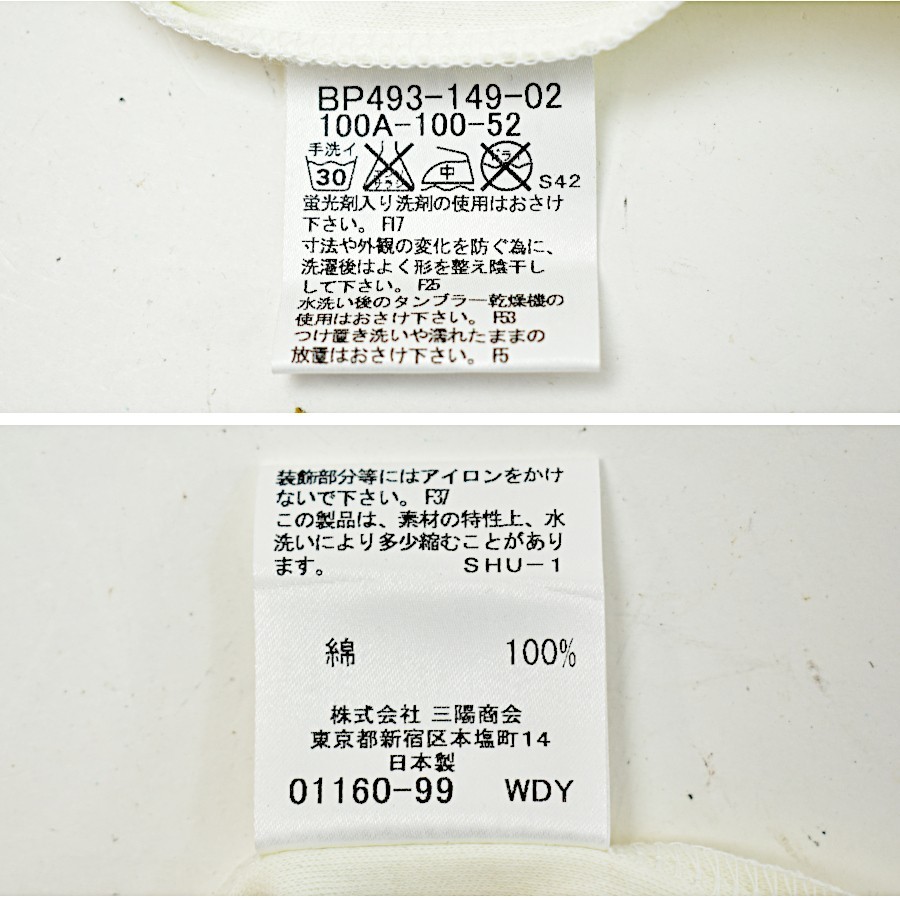 BP493-149-02
100A-100-52
手洗イ
30
エンソ
サラシ
中
ドライ
S42
蛍光剤入り洗剤の使用はおさけ
下さい。 F17
寸法や外観の変化を防ぐ為に、
洗濯後はよく形を整え陰干し
して下さい。 F25
水洗い後のタンブラー乾燥機の
使用はおさけ下さい。 F53
つけ置き洗いや濡れたままの
放置はおさけ下さい。 F5
装飾部分等にはアイロンをかけ
ないで下さい。 F37
この製品は、素材の特性上、水
洗いにより多少縮むことがあり
ます。 SHU-1
綿 100%
株式会社 三陽商会
東京都新宿区本塩町14
日本製
01160-99 WDY